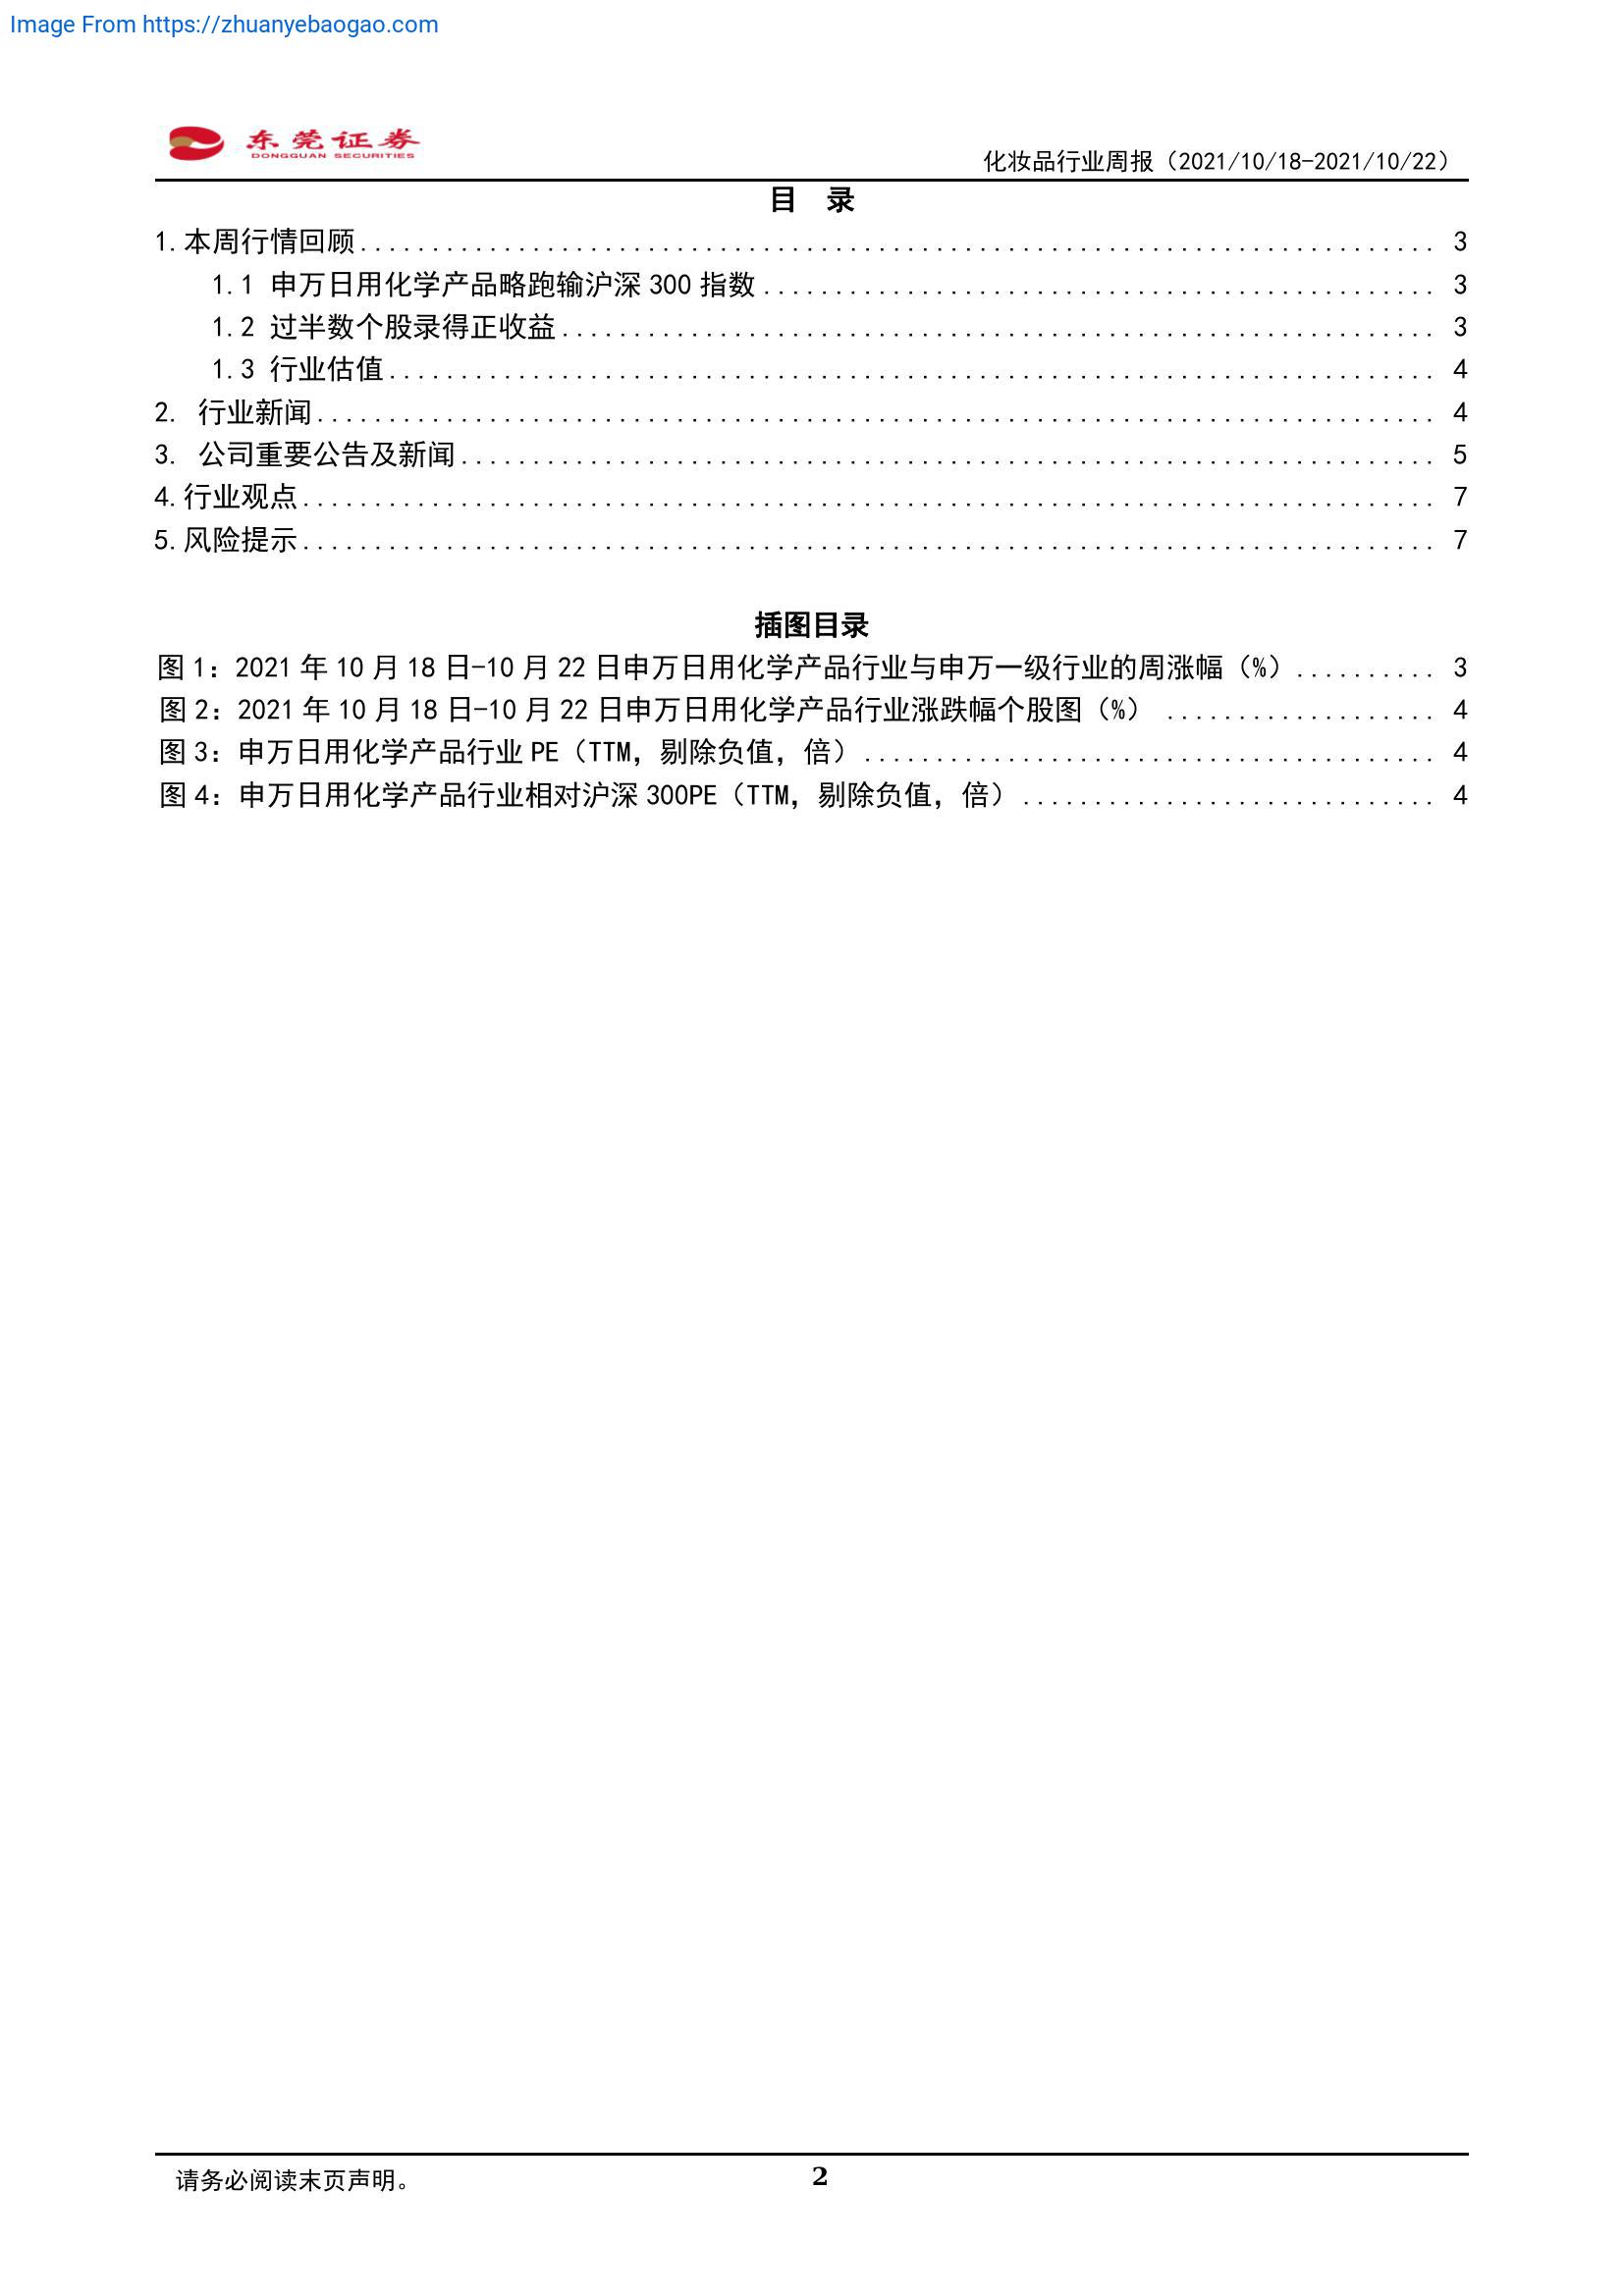 Image From https://zhuanyebaogao.com
东莞证券
DONGGUAN SECURITIES
化妆品行业周报（2021/10/18-2021/10/22）
目 录
1.本周行情回顾........................................................................... 3
1.1 申万日用化学产品略跑输沪深 300 指数............................................... 3
1.2 过半数个股录得正收益............................................................. 3
1.3 行业估值......................................................................... 4
2. 行业新闻.............................................................................. 4
3. 公司重要公告及新闻.................................................................... 5
4.行业观点............................................................................... 7
5.风险提示............................................................................... 7
插图目录
图 1：2021 年 10 月 18 日-10 月 22 日申万日用化学产品行业与申万一级行业的周涨幅（%）.......... 3
图 2：2021 年 10 月 18 日-10 月 22 日申万日用化学产品行业涨跌幅个股图（%） ................... 4
图 3：申万日用化学产品行业 PE（TTM，剔除负值，倍）........................................ 4
图 4：申万日用化学产品行业相对沪深 300PE（TTM，剔除负值，倍）............................. 4
请务必阅读末页声明。
2